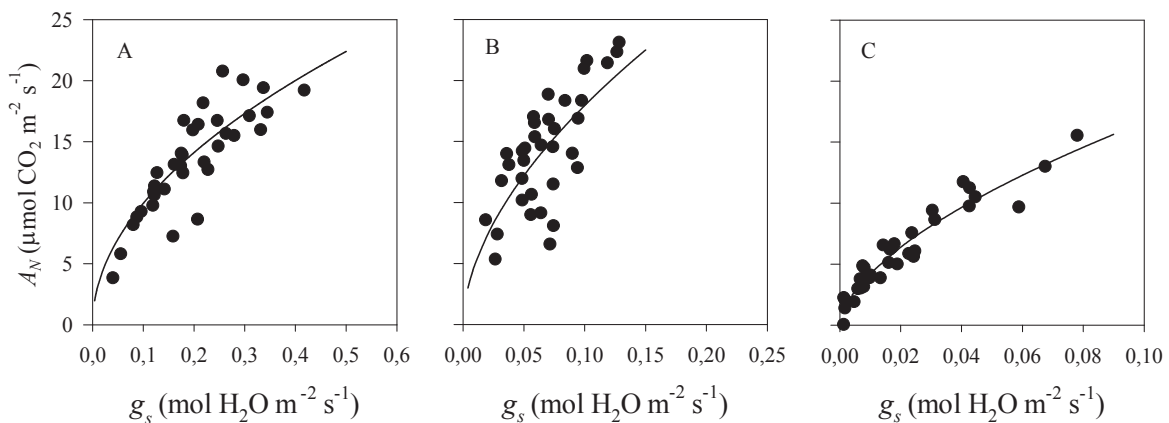 A
B
C
25
20
15
10
5
0
A_N (µmol CO₂ m⁻² s⁻¹)
0,0 0,1 0,2 0,3 0,4 0,5 0,6
0,00 0,05 0,10 0,15 0,20 0,25
0,00 0,02 0,04 0,06 0,08 0,10
g_s (mol H₂O m⁻² s⁻¹)
g_s (mol H₂O m⁻² s⁻¹)
g_s (mol H₂O m⁻² s⁻¹)